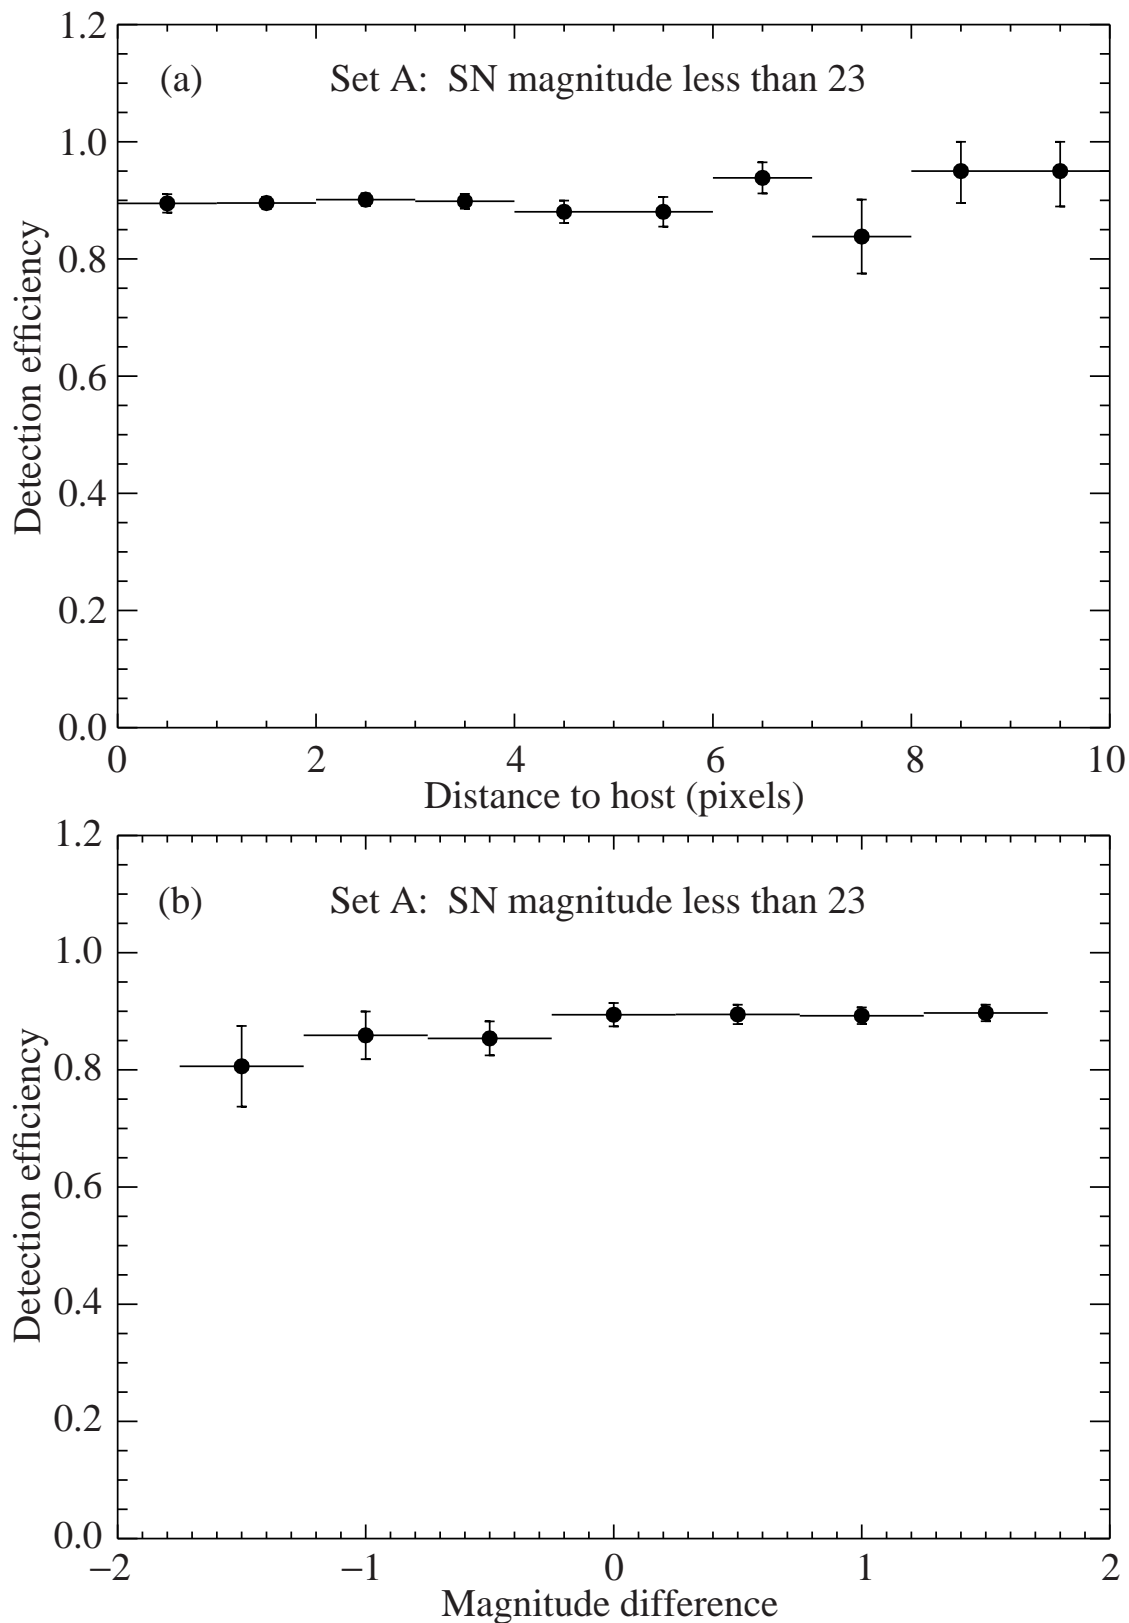 (a) Set A: SN magnitude less than 23
Detection efficiency
1.2
1.0
0.8
0.6
0.4
0.2
0.0
0 2 4 6 8 10
Distance to host (pixels)
(b) Set A: SN magnitude less than 23
Detection efficiency
1.2
1.0
0.8
0.6
0.4
0.2
0.0
−2 −1 0 1 2
Magnitude difference